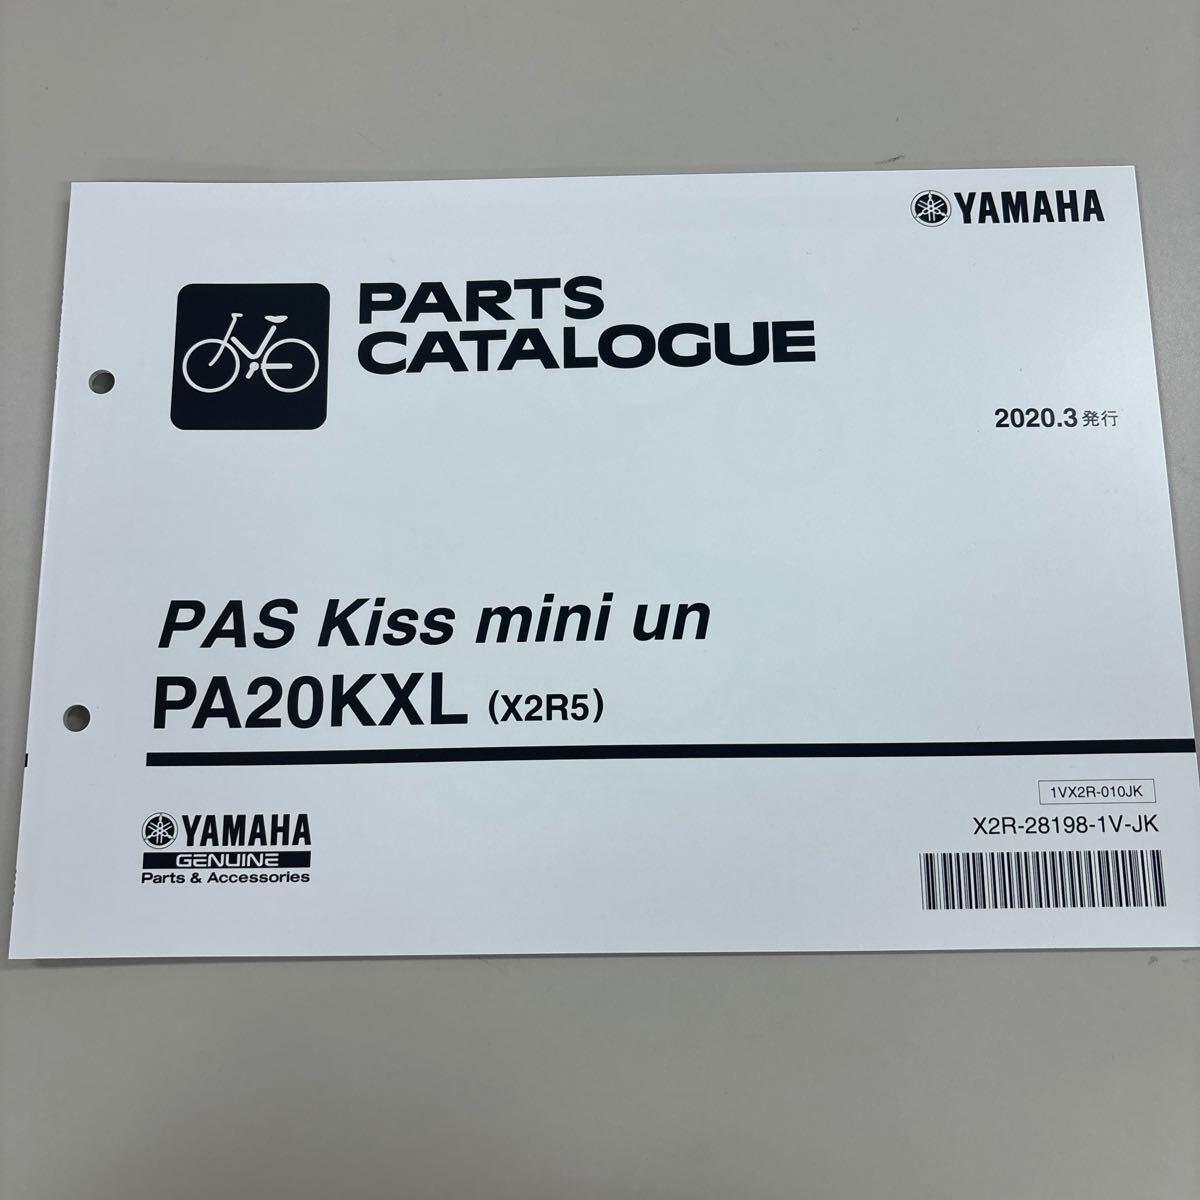 YAMAHA
PARTS
CATALOGUE
2020.3発行
PAS Kiss mini un
PA20KXL (X2R5)
1VX2R-010JK
X2R-28198-1V-JK
YAMAHA
GENUINE
Parts & Accessories